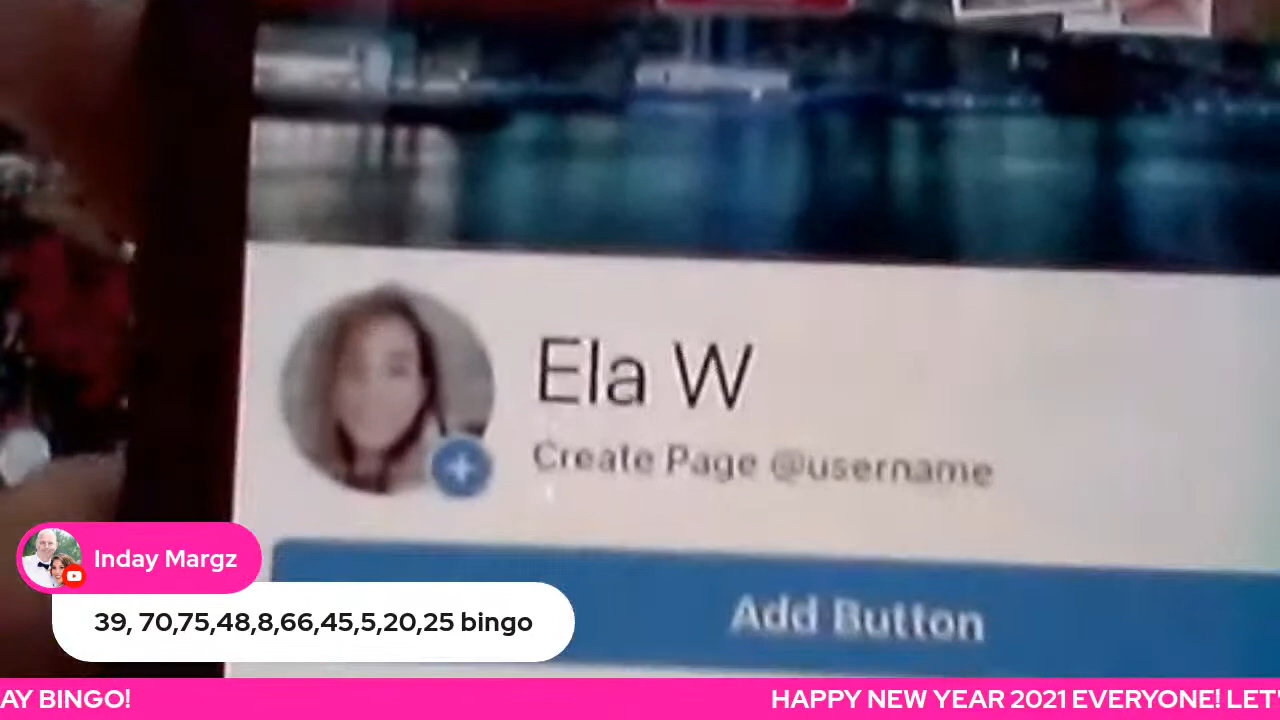 Ela W
Create Page @username
Add Button
Inday Margz
39, 70,75,48,8,66,45,5,20,25 bingo
AY BINGO!
HAPPY NEW YEAR 2021 EVERYONE! LET'